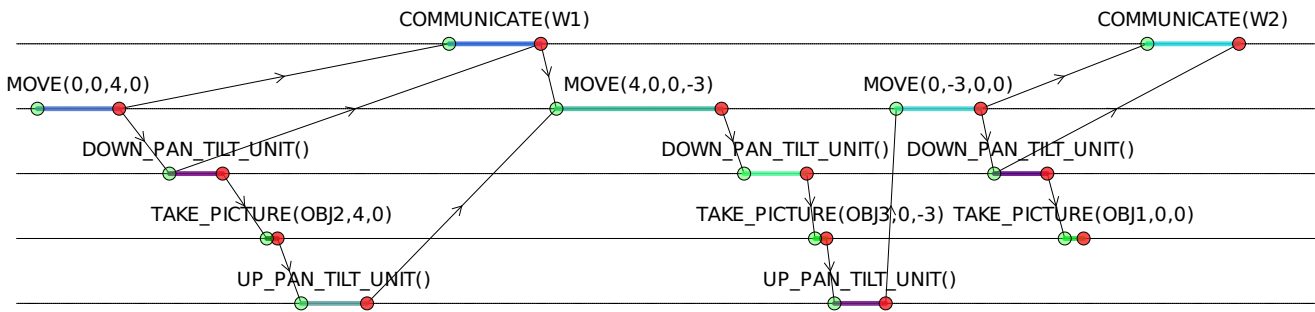 COMMUNICATE(W1)
COMMUNICATE(W2)
MOVE(0,0,4,0)
MOVE(4,0,0,-3)
MOVE(0,-3,0,0)
DOWN_PAN_TILT_UNIT()
DOWN_PAN_TILT_UNIT()
DOWN_PAN_TILT_UNIT()
TAKE_PICTURE(OBJ2,4,0)
TAKE_PICTURE(OBJ3,0,-3)
TAKE_PICTURE(OBJ1,0,0)
UP_PAN_TILT_UNIT()
UP_PAN_TILT_UNIT()